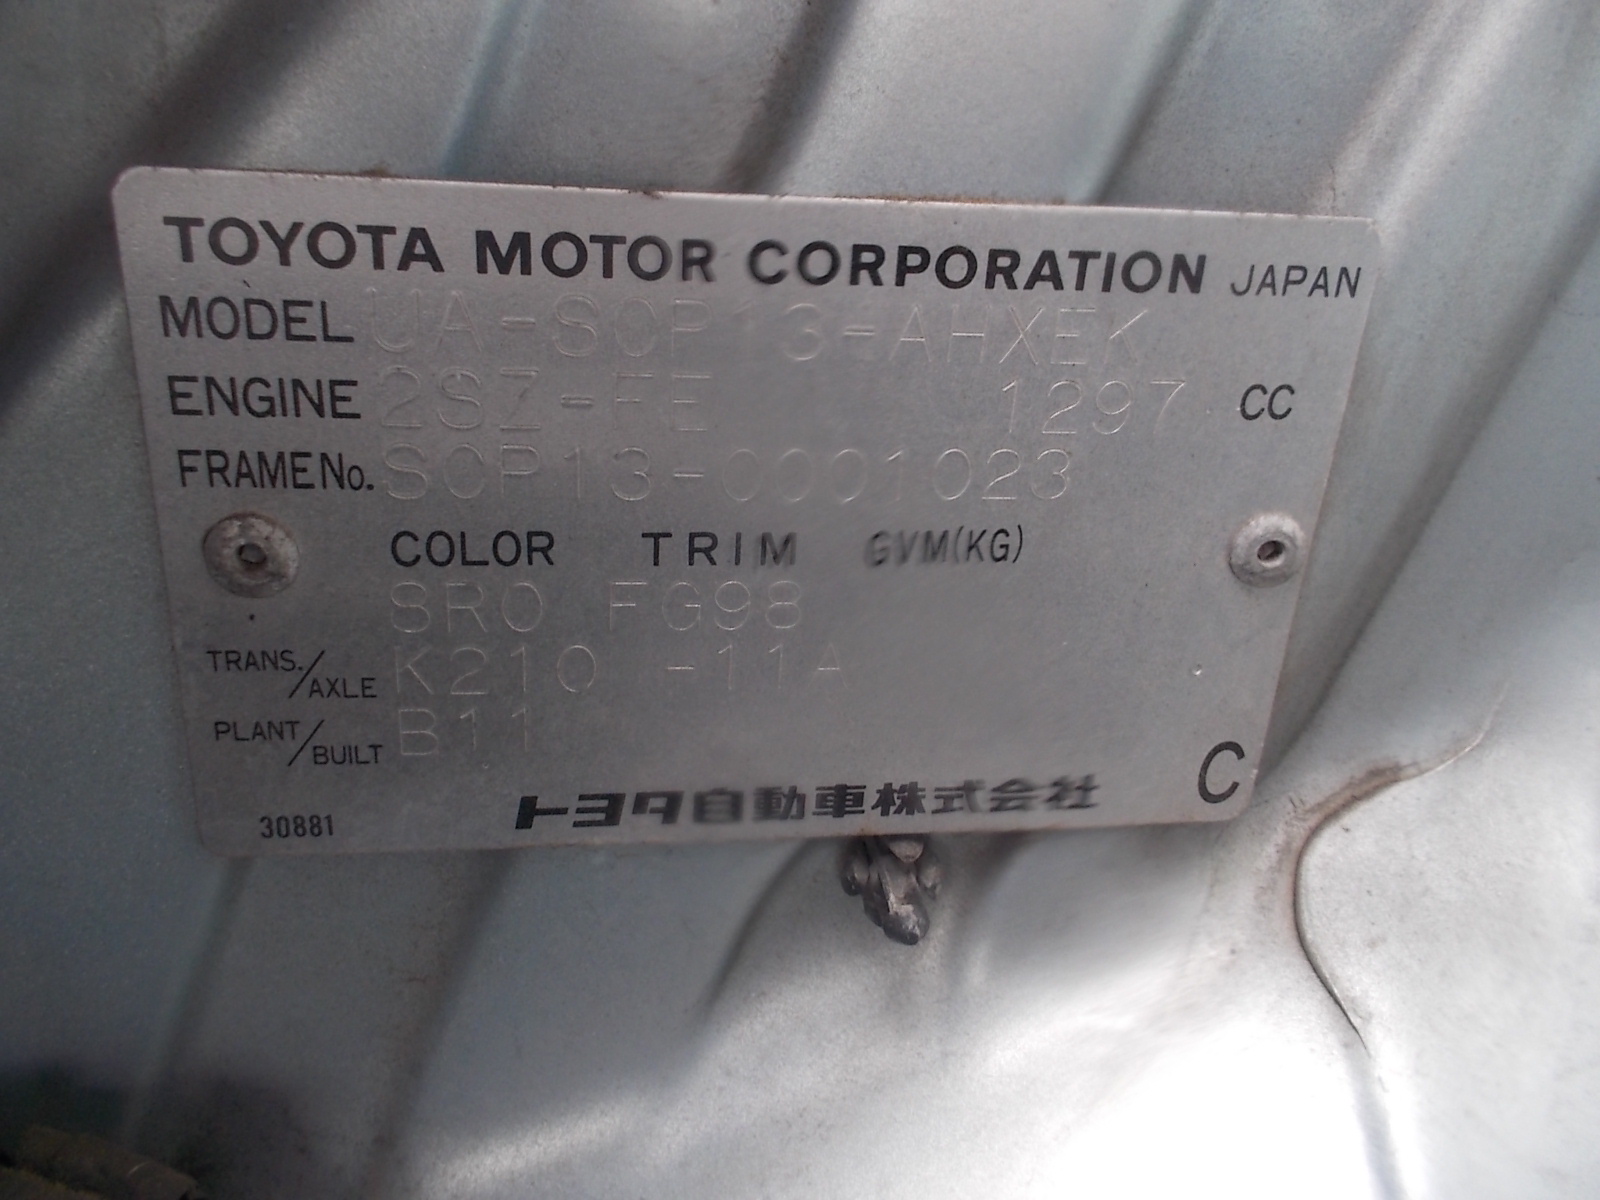 TOYOTA MOTOR CORPORATION JAPAN
MODEL UA-SCP13-AHXEK
ENGINE 2SZ-FE 1297 CC
FRAME No. SCP13-0001023
COLOR TRIM GVM(KG)
8R0 FG98
TRANS./AXLE K210 -11A
PLANT/BUILT B11
C
30881 トヨタ自動車株式会社